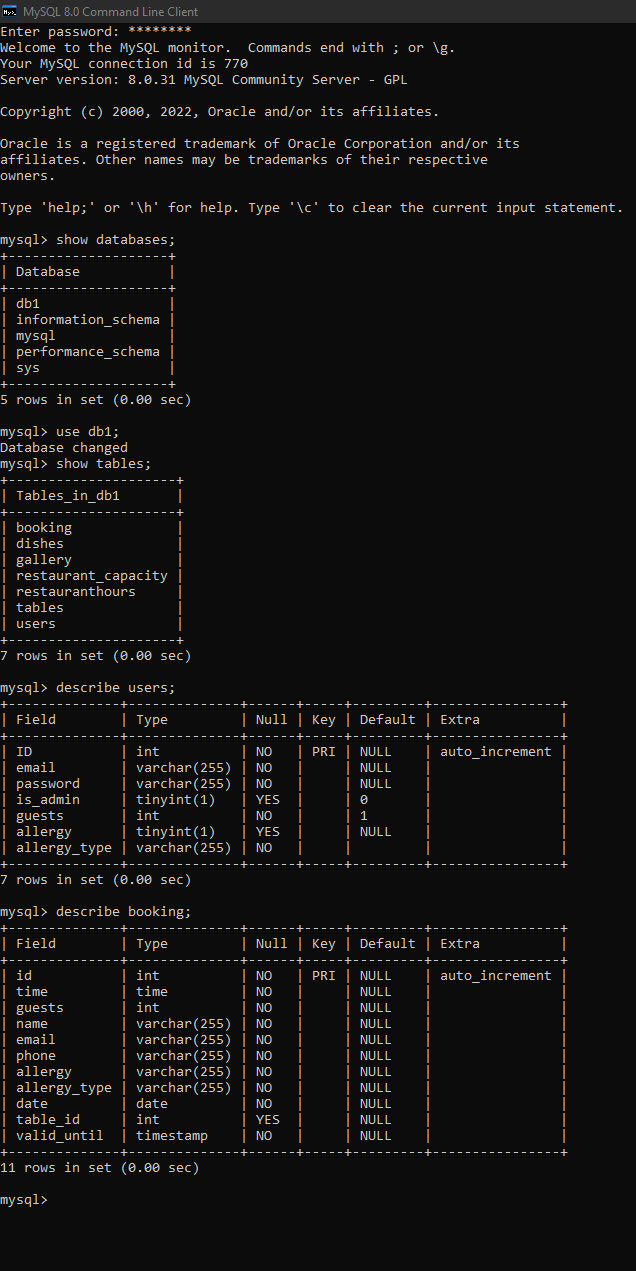 MySQL 8.0 Command Line Client
Enter password: ********
Welcome to the MySQL monitor.  Commands end with ; or \g.
Your MySQL connection id is 770
Server version: 8.0.31 MySQL Community Server - GPL

Copyright (c) 2000, 2022, Oracle and/or its affiliates.

Oracle is a registered trademark of Oracle Corporation and/or its
affiliates. Other names may be trademarks of their respective
owners.

Type 'help;' or '\h' for help. Type '\c' to clear the current input statement.

mysql> show databases;
+--------------------+
| Database           |
+--------------------+
| db1                |
| information_schema |
| mysql              |
| performance_schema |
| sys                |
+--------------------+
5 rows in set (0.00 sec)

mysql> use db1;
Database changed
mysql> show tables;
+---------------------+
| Tables_in_db1       |
+---------------------+
| booking             |
| dishes              |
| gallery             |
| restaurant_capacity |
| restauranthours     |
| tables              |
| users               |
+---------------------+
7 rows in set (0.00 sec)

mysql> describe users;
+--------------+--------------+------+-----+---------+----------------+
| Field        | Type         | Null | Key | Default | Extra          |
+--------------+--------------+------+-----+---------+----------------+
| ID           | int          | NO   | PRI | NULL    | auto_increment |
| email        | varchar(255) | NO   |     | NULL    |                |
| password     | varchar(255) | NO   |     | NULL    |                |
| is_admin     | tinyint(1)   | YES  |     | 0       |                |
| guests       | int          | NO   |     | 1       |                |
| allergy      | tinyint(1)   | YES  |     | NULL    |                |
| allergy_type | varchar(255) | NO   |     |         |                |
+--------------+--------------+------+-----+---------+----------------+
7 rows in set (0.00 sec)

mysql> describe booking;
+--------------+--------------+------+-----+---------+----------------+
| Field        | Type         | Null | Key | Default | Extra          |
+--------------+--------------+------+-----+---------+----------------+
| id           | int          | NO   | PRI | NULL    | auto_increment |
| time         | time         | NO   |     | NULL    |                |
| guests       | int          | NO   |     | NULL    |                |
| name         | varchar(255) | NO   |     | NULL    |                |
| email        | varchar(255) | NO   |     | NULL    |                |
| phone        | varchar(255) | NO   |     | NULL    |                |
| allergy      | varchar(255) | NO   |     | NULL    |                |
| allergy_type | varchar(255) | NO   |     | NULL    |                |
| date         | date         | NO   |     | NULL    |                |
| table_id     | int          | YES  |     | NULL    |                |
| valid_until  | timestamp    | NO   |     | NULL    |                |
+--------------+--------------+------+-----+---------+----------------+
11 rows in set (0.00 sec)

mysql>